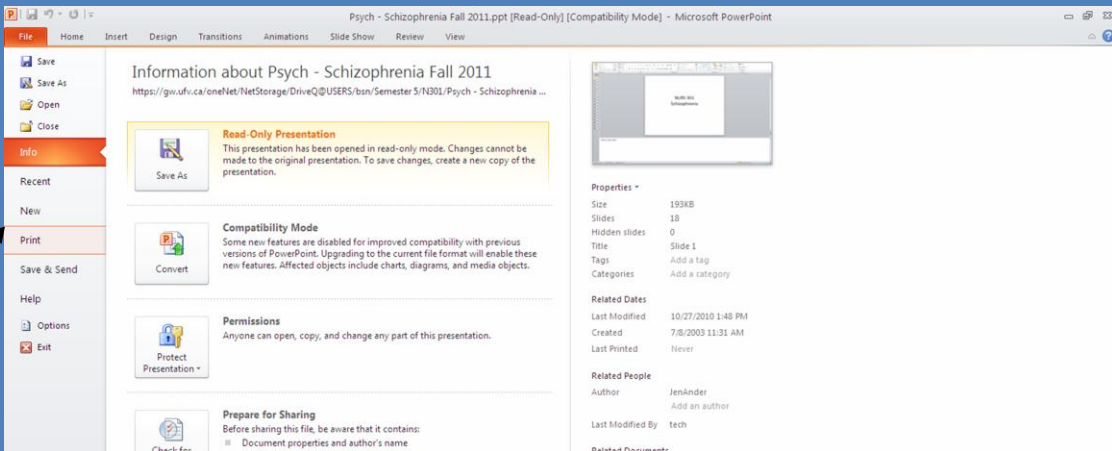 Psych - Schizophrenia Fall 2011.ppt [Read-Only] [Compatibility Mode] - Microsoft PowerPoint
File Home Insert Design Transitions Animations Slide Show Review View
Save
Save As
Open
Close
Info
Recent
New
Print
Save & Send
Help
Options
Exit
Information about Psych - Schizophrenia Fall 2011
https://gw.ufv.ca/oneNet/NetStorage/DriveQ@USERS/bsn/Semester 5/N301/Psych - Schizophrenia ...
Save As
Read-Only Presentation
This presentation has been opened in read-only mode. Changes cannot be
made to the original presentation. To save changes, create a new copy of the
presentation.
Convert
Compatibility Mode
Some new features are disabled for improved compatibility with previous
versions of PowerPoint. Upgrading to the current file format will enable these
new features. Affected objects include charts, diagrams, and media objects.
Protect
Presentation
Permissions
Anyone can open, copy, and change any part of this presentation.
Check for
Prepare for Sharing
Before sharing this file, be aware that it contains:
Document properties and author's name
NURS 301
Schizophrenia
Properties
Size 193KB
Slides 18
Hidden slides 0
Title Slide 1
Tags Add a tag
Categories Add a category
Related Dates
Last Modified 10/27/2010 1:48 PM
Created 7/8/2003 11:31 AM
Last Printed Never
Related People
Author JenAnder
Add an author
Last Modified By tech
Related Documents